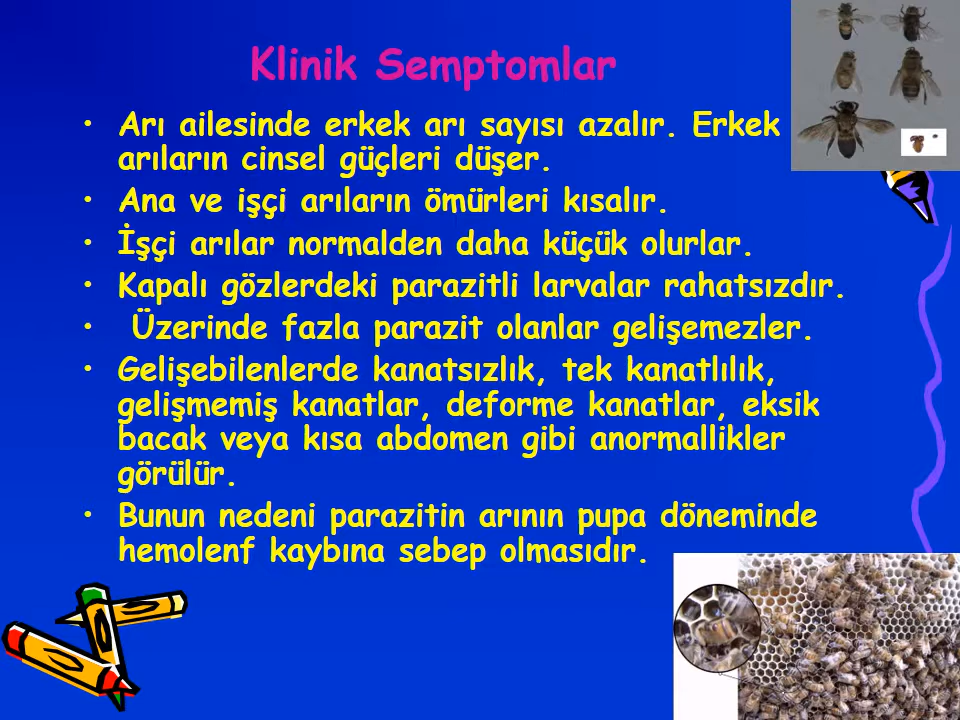 Klinik Semptomlar
• Arı ailesinde erkek arı sayısı azalır. Erkek
arıların cinsel güçleri düşer.
• Ana ve işçi arıların ömürleri kısalır.
• İşçi arılar normalden daha küçük olurlar.
• Kapalı gözlerdeki parazitli larvalar rahatsızdır.
• Üzerinde fazla parazit olanlar gelişemezler.
• Gelişebilenlerde kanatsızlık, tek kanatlılık,
gelişmemiş kanatlar, deforme kanatlar, eksik
bacak veya kısa abdomen gibi anormallikler
görülür.
• Bunun nedeni parazitin arının pupa döneminde
hemolenf kaybına sebep olmasıdır.